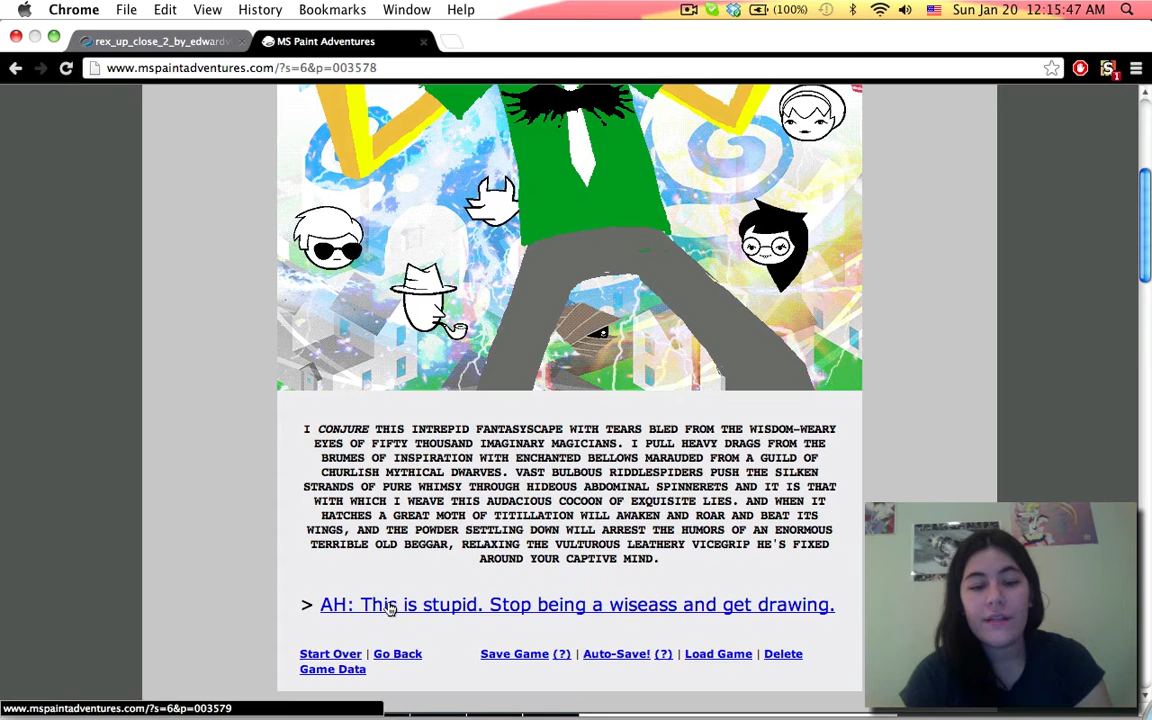 Chrome File Edit View History Bookmarks Window Help (100%) Sun Jan 20 12:15:47 AM
rex_up_close_2_by_edward MS Paint Adventures
www.mspaintadventures.com/?s=6&p=003578
I CONJURE THIS INTREPID FANTASYSCAPE WITH TEARS BLED FROM THE WISDOM-WEARY
EYES OF FIFTY THOUSAND IMAGINARY MAGICIANS. I PULL HEAVY DRAGS FROM THE
BRUMES OF INSPIRATION WITH ENCHANTED BELLOWS MARAUDED FROM A GUILD OF
CHURLISH MYTHICAL DWARVES. VAST BULBOUS RIDDLESPIDERS PUSH THE SILKEN
STRANDS OF PURE WHIMSY THROUGH HIDEOUS ABDOMINAL SPINNERETS AND IT IS THAT
WITH WHICH I WEAVE THIS AUDACIOUS COCOON OF EXQUISITE LIES. AND WHEN IT
HATCHES A GREAT MOTH OF TITILLATION WILL AWAKEN AND ROAR AND BEAT ITS
WINGS, AND THE POWDER SETTLING DOWN WILL ARREST THE HUMORS OF AN ENORMOUS
TERRIBLE OLD BEGGAR, RELAXING THE VULTUROUS LEATHERY VICEGRIP HE'S FIXED
AROUND YOUR CAPTIVE MIND.
> AH: This is stupid. Stop being a wiseass and get drawing.
Start Over | Go Back Save Game (?) | Auto-Save! (?) | Load Game | Delete
Game Data
www.mspaintadventures.com/?s=6&p=003579